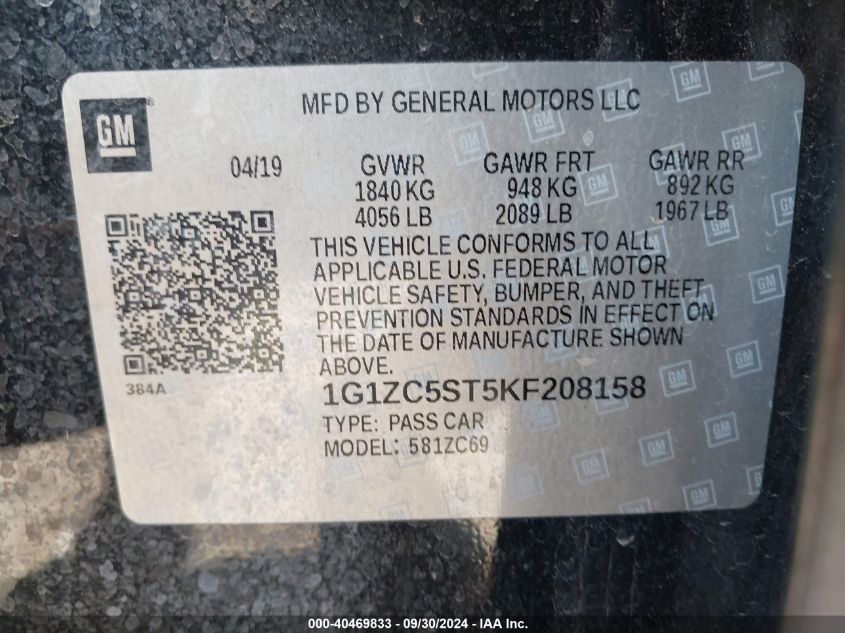 GM
MFD BY GENERAL MOTORS LLC
04/19 GVWR GAWR FRT GAWR RR
1840 KG 948 KG 892 KG
4056 LB 2089 LB 1967 LB
THIS VEHICLE CONFORMS TO ALL
APPLICABLE U.S. FEDERAL MOTOR
VEHICLE SAFETY, BUMPER, AND THEFT
PREVENTION STANDARDS IN EFFECT ON
THE DATE OF MANUFACTURE SHOWN
ABOVE.
384A
1G1ZC5ST5KF208158
TYPE: PASS CAR
MODEL: 581ZC69
000-40469833 - 09/30/2024 - IAA Inc.